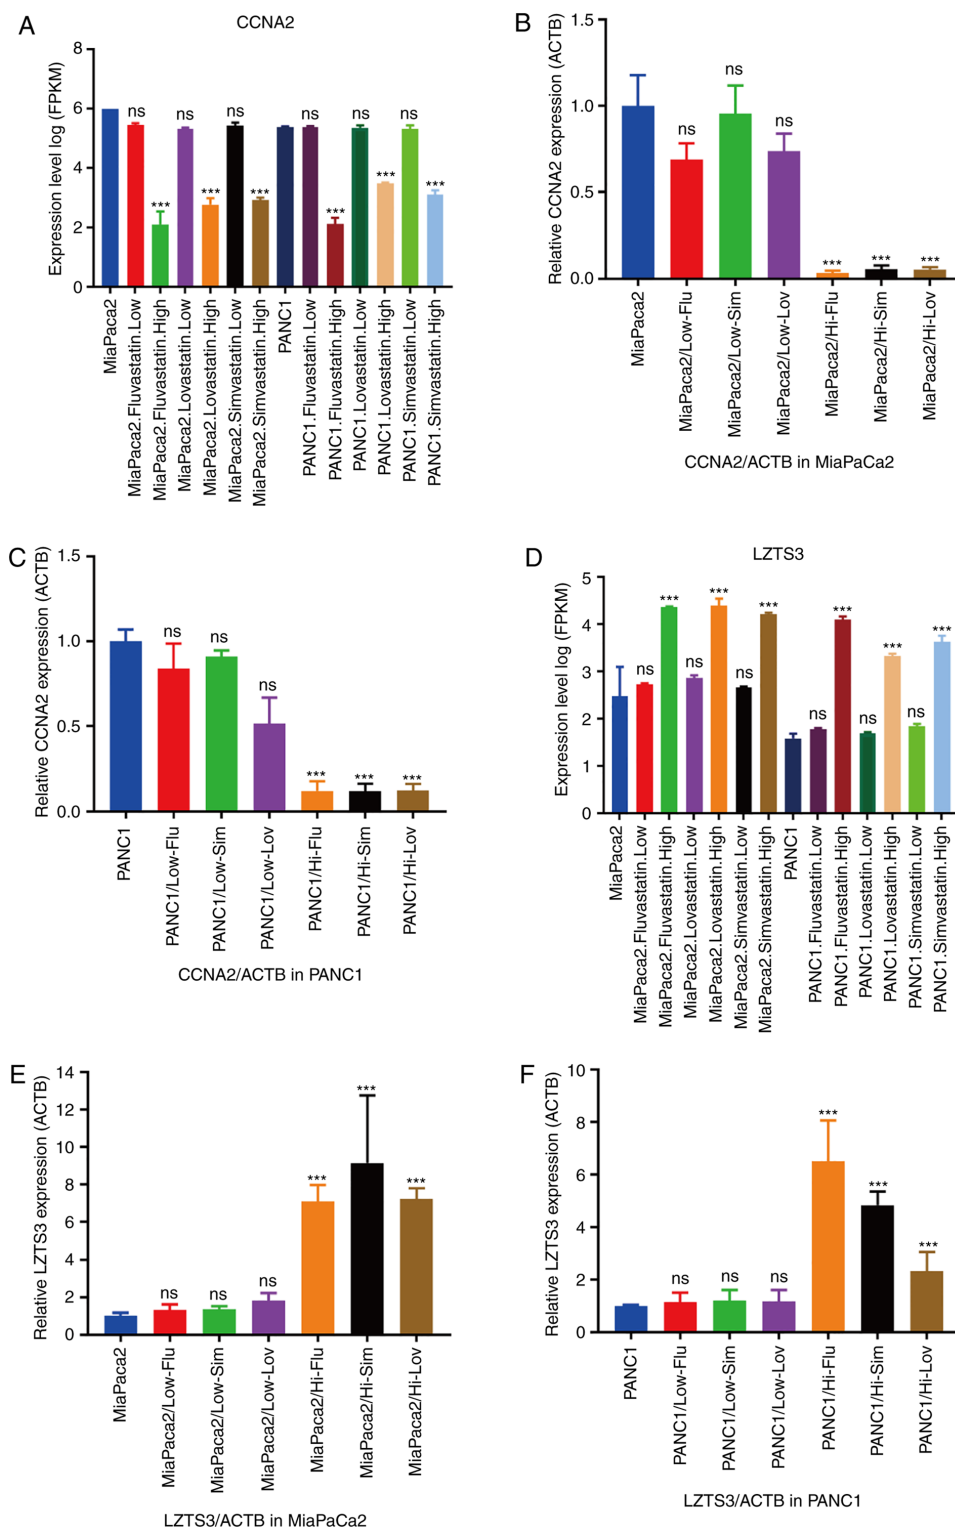 A
CCNA2
Expression level log (FPKM)
8
6
4
2
0
ns
***
ns
***
ns
***
ns
***
ns
***
ns
***
MiaPaca2
MiaPaca2.Fluvastatin.Low
MiaPaca2.Fluvastatin.High
MiaPaca2.Lovastatin.Low
MiaPaca2.Lovastatin.High
MiaPaca2.Simvastatin.Low
MiaPaca2.Simvastatin.High
PANC1
PANC1.Fluvastatin.Low
PANC1.Fluvastatin.High
PANC1.Lovastatin.Low
PANC1.Lovastatin.High
PANC1.Simvastatin.Low
PANC1.Simvastatin.High
B
Relative CCNA2 expression (ACTB)
1.5
1.0
0.5
0.0
ns
ns
ns
***
***
***
MiaPaca2
MiaPaca2/Low-Flu
MiaPaca2/Low-Sim
MiaPaca2/Low-Lov
MiaPaca2/Hi-Flu
MiaPaca2/Hi-Sim
MiaPaca2/Hi-Lov
CCNA2/ACTB in MiaPaCa2
C
Relative CCNA2 expression (ACTB)
1.5
1.0
0.5
0.0
ns
ns
ns
***
***
***
PANC1
PANC1/Low-Flu
PANC1/Low-Sim
PANC1/Low-Lov
PANC1/Hi-Flu
PANC1/Hi-Sim
PANC1/Hi-Lov
CCNA2/ACTB in PANC1
D
LZTS3
Expression level log (FPKM)
5
4
3
2
1
0
ns
***
ns
***
ns
***
ns
***
ns
***
ns
***
MiaPaca2
MiaPaca2.Fluvastatin.Low
MiaPaca2.Fluvastatin.High
MiaPaca2.Lovastatin.Low
MiaPaca2.Lovastatin.High
MiaPaca2.Simvastatin.Low
MiaPaca2.Simvastatin.High
PANC1
PANC1.Fluvastatin.Low
PANC1.Fluvastatin.High
PANC1.Lovastatin.Low
PANC1.Lovastatin.High
PANC1.Simvastatin.Low
PANC1.Simvastatin.High
E
Relative LZTS3 expression (ACTB)
14
12
10
8
6
4
2
0
ns
ns
ns
***
***
***
MiaPaca2
MiaPaca2/Low-Flu
MiaPaca2/Low-Sim
MiaPaca2/Low-Lov
MiaPaca2/Hi-Flu
MiaPaca2/Hi-Sim
MiaPaca2/Hi-Lov
LZTS3/ACTB in MiaPaCa2
F
Relative LZTS3 expression (ACTB)
10
8
6
4
2
0
ns
ns
ns
***
***
***
PANC1
PANC1/Low-Flu
PANC1/Low-Sim
PANC1/Low-Lov
PANC1/Hi-Flu
PANC1/Hi-Sim
PANC1/Hi-Lov
LZTS3/ACTB in PANC1